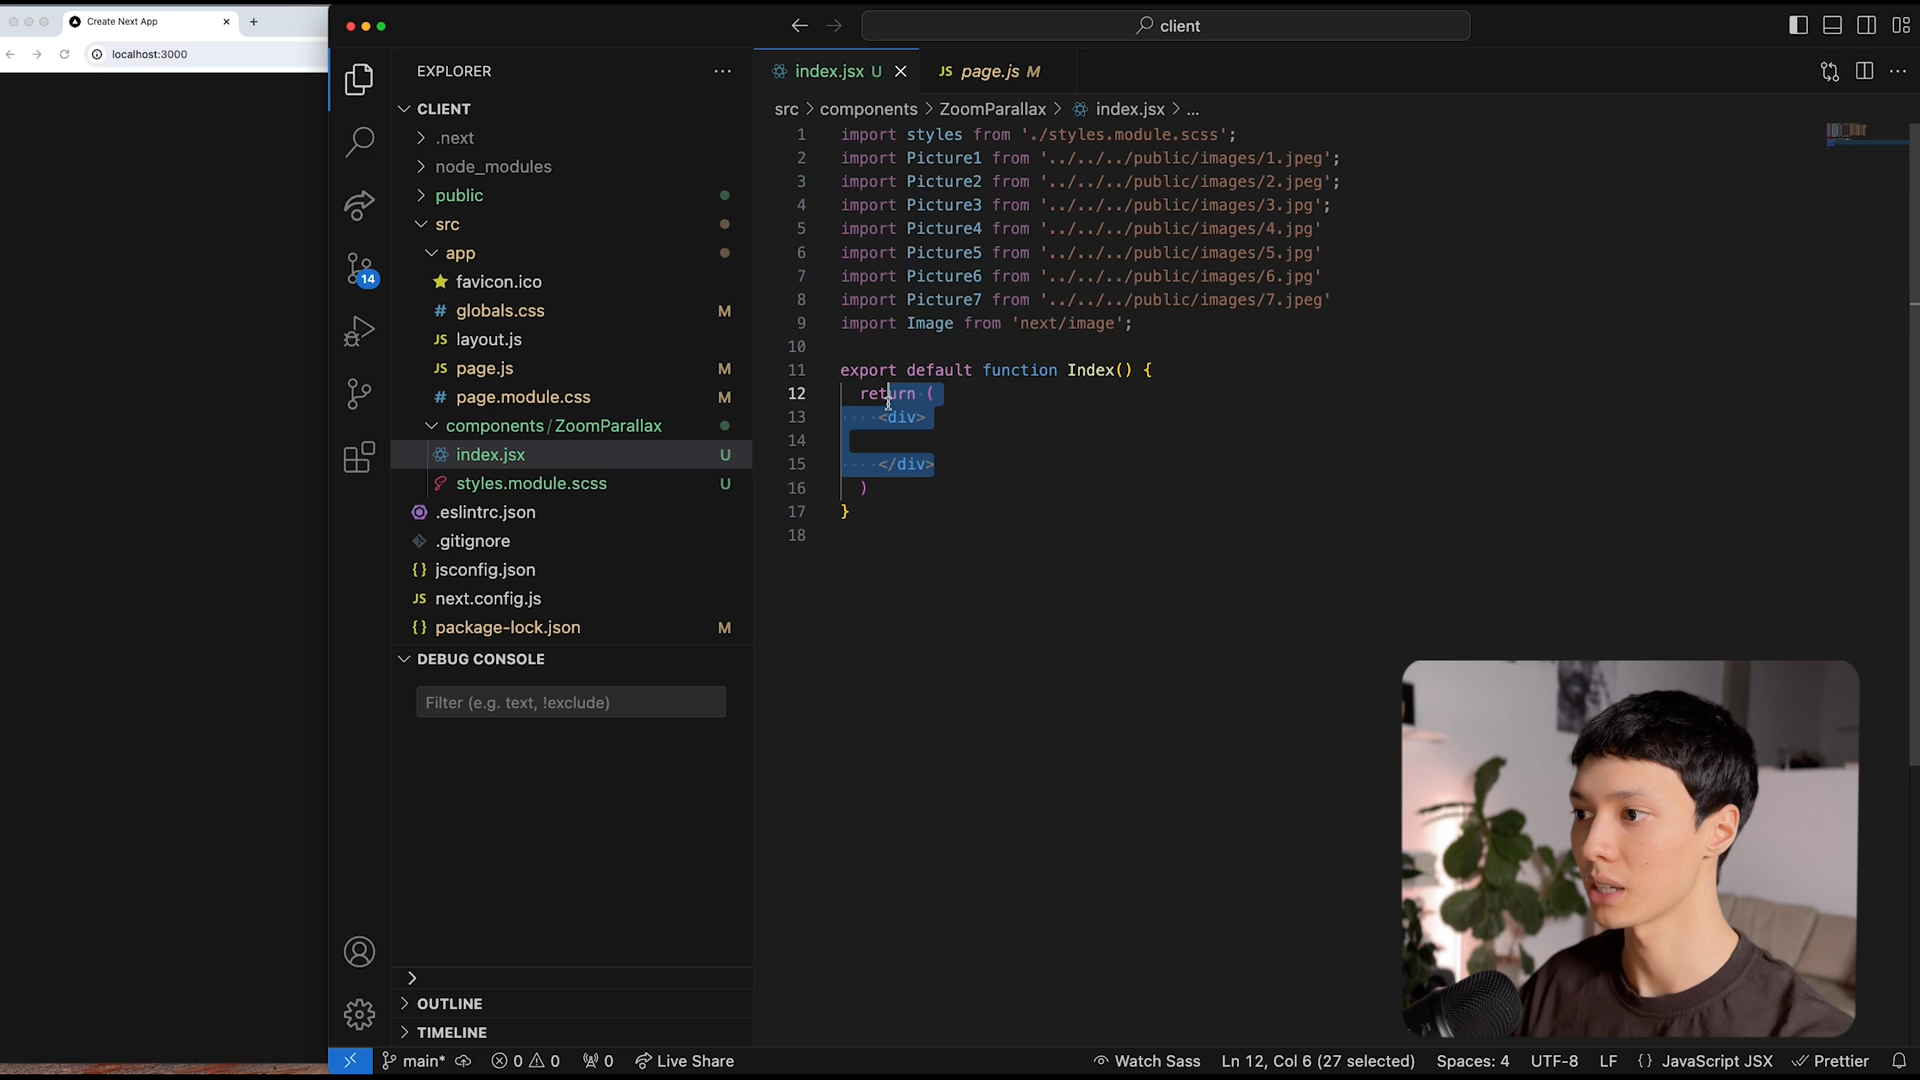 Create Next App
localhost:3000
client
EXPLORER
CLIENT
.next
node_modules
public
src
app
favicon.ico
globals.css M
layout.js
page.js M
page.module.css M
components/ZoomParallax
index.jsx U
styles.module.scss U
.eslintrc.json
.gitignore
jsconfig.json
next.config.js
package-lock.json M
DEBUG CONSOLE
Filter (e.g. text, !exclude)
OUTLINE
TIMELINE
14
index.jsx U
JS page.js M
src > components > ZoomParallax > index.jsx > ...
1 import styles from './styles.module.scss';
2 import Picture1 from '../../../public/images/1.jpeg';
3 import Picture2 from '../../../public/images/2.jpeg';
4 import Picture3 from '../../../public/images/3.jpg';
5 import Picture4 from '../../../public/images/4.jpg'
6 import Picture5 from '../../../public/images/5.jpg'
7 import Picture6 from '../../../public/images/6.jpg'
8 import Picture7 from '../../../public/images/7.jpeg'
9 import Image from 'next/image';
10
11 export default function Index() {
12 return (
13 <div>
14
15 </div>
16 )
17 }
18
main* 0 0 0 Live Share Watch Sass Ln 12, Col 6 (27 selected) Spaces: 4 UTF-8 LF {} JavaScript JSX Prettier